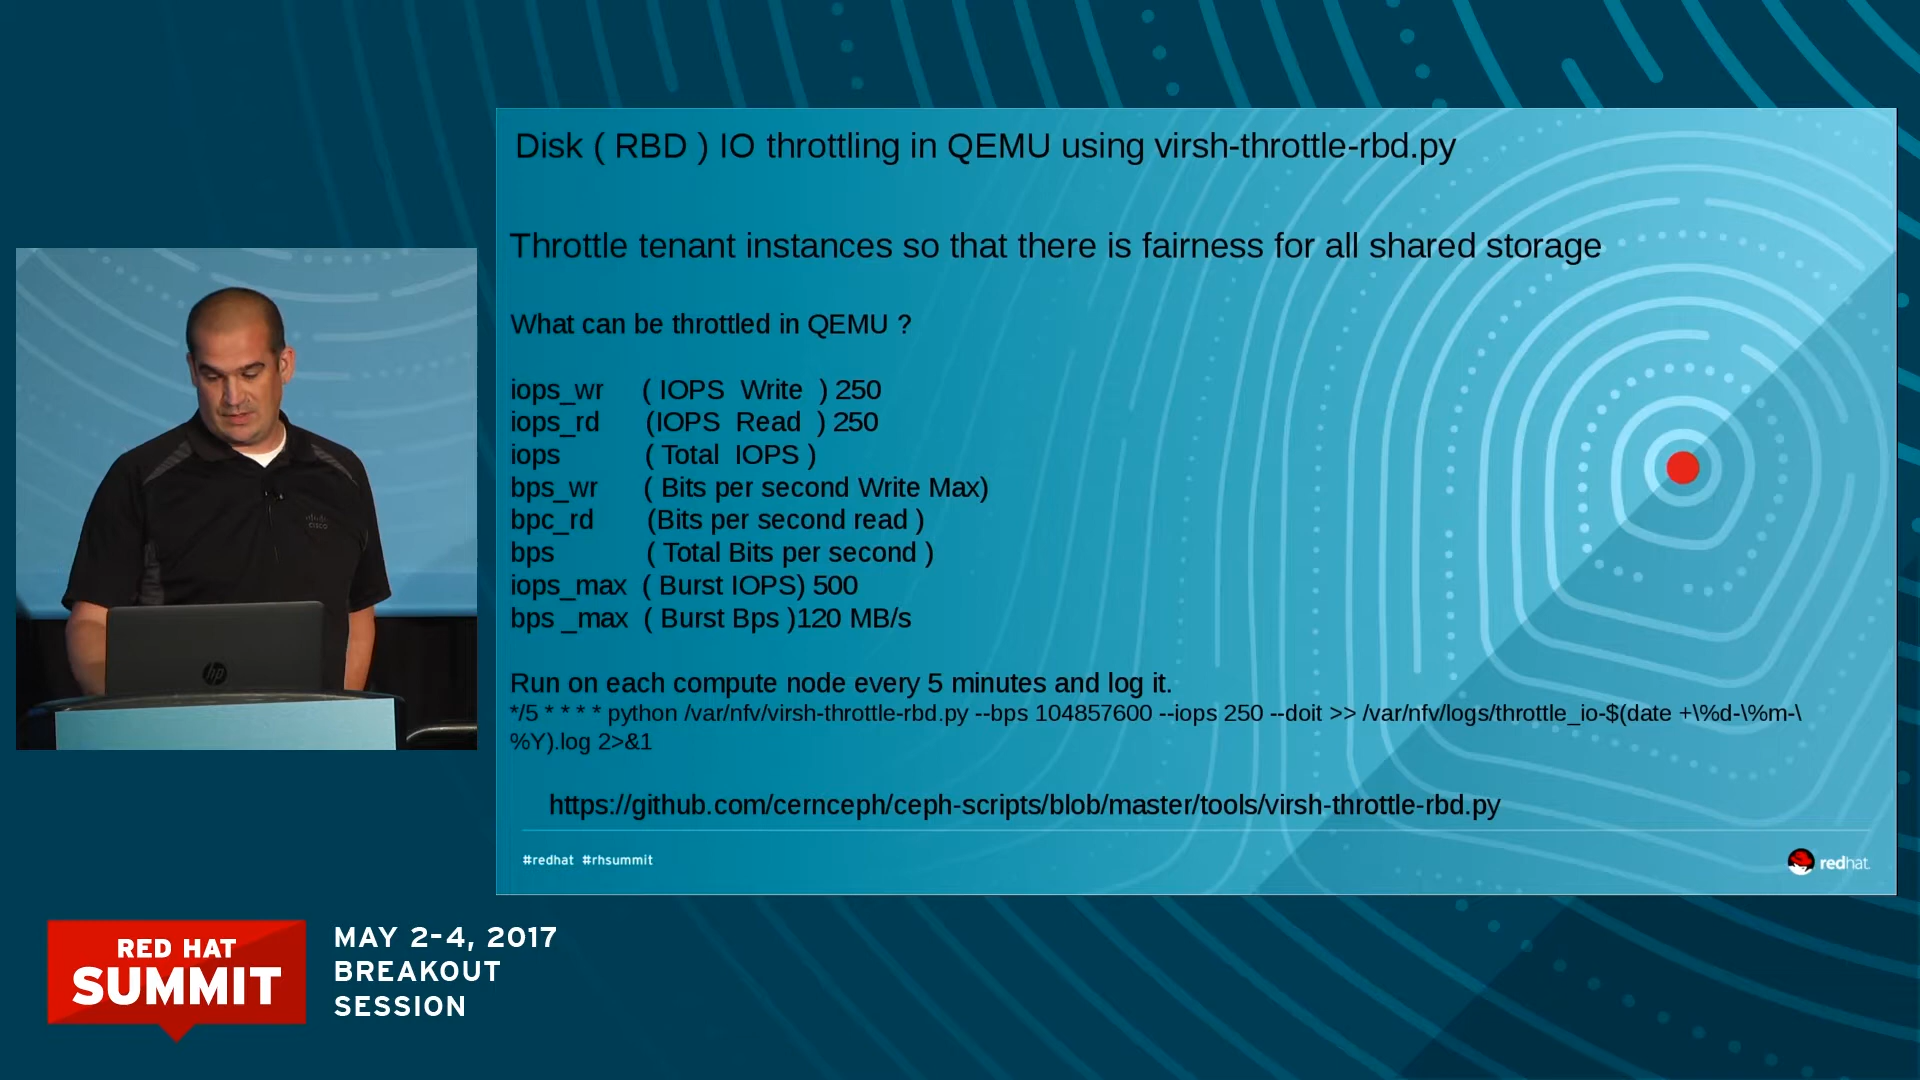 Disk ( RBD ) IO throttling in QEMU using virsh-throttle-rbd.py
Throttle tenant instances so that there is fairness for all shared storage
What can be throttled in QEMU ?
iops_wr ( IOPS Write ) 250
iops_rd (IOPS Read ) 250
iops ( Total IOPS )
bps_wr ( Bits per second Write Max)
bpc_rd (Bits per second read )
bps ( Total Bits per second )
iops_max ( Burst IOPS) 500
bps _max ( Burst Bps )120 MB/s
Run on each compute node every 5 minutes and log it.
*/5 * * * * python /var/nfv/virsh-throttle-rbd.py --bps 104857600 --iops 250 --doit >> /var/nfv/logs/throttle_io-$(date +\%d-\%m-\
%Y).log 2>&1
https://github.com/cernceph/ceph-scripts/blob/master/tools/virsh-throttle-rbd.py
#redhat #rhsummit
redhat.
cisco
hp
RED HAT
SUMMIT
MAY 2-4, 2017
BREAKOUT
SESSION